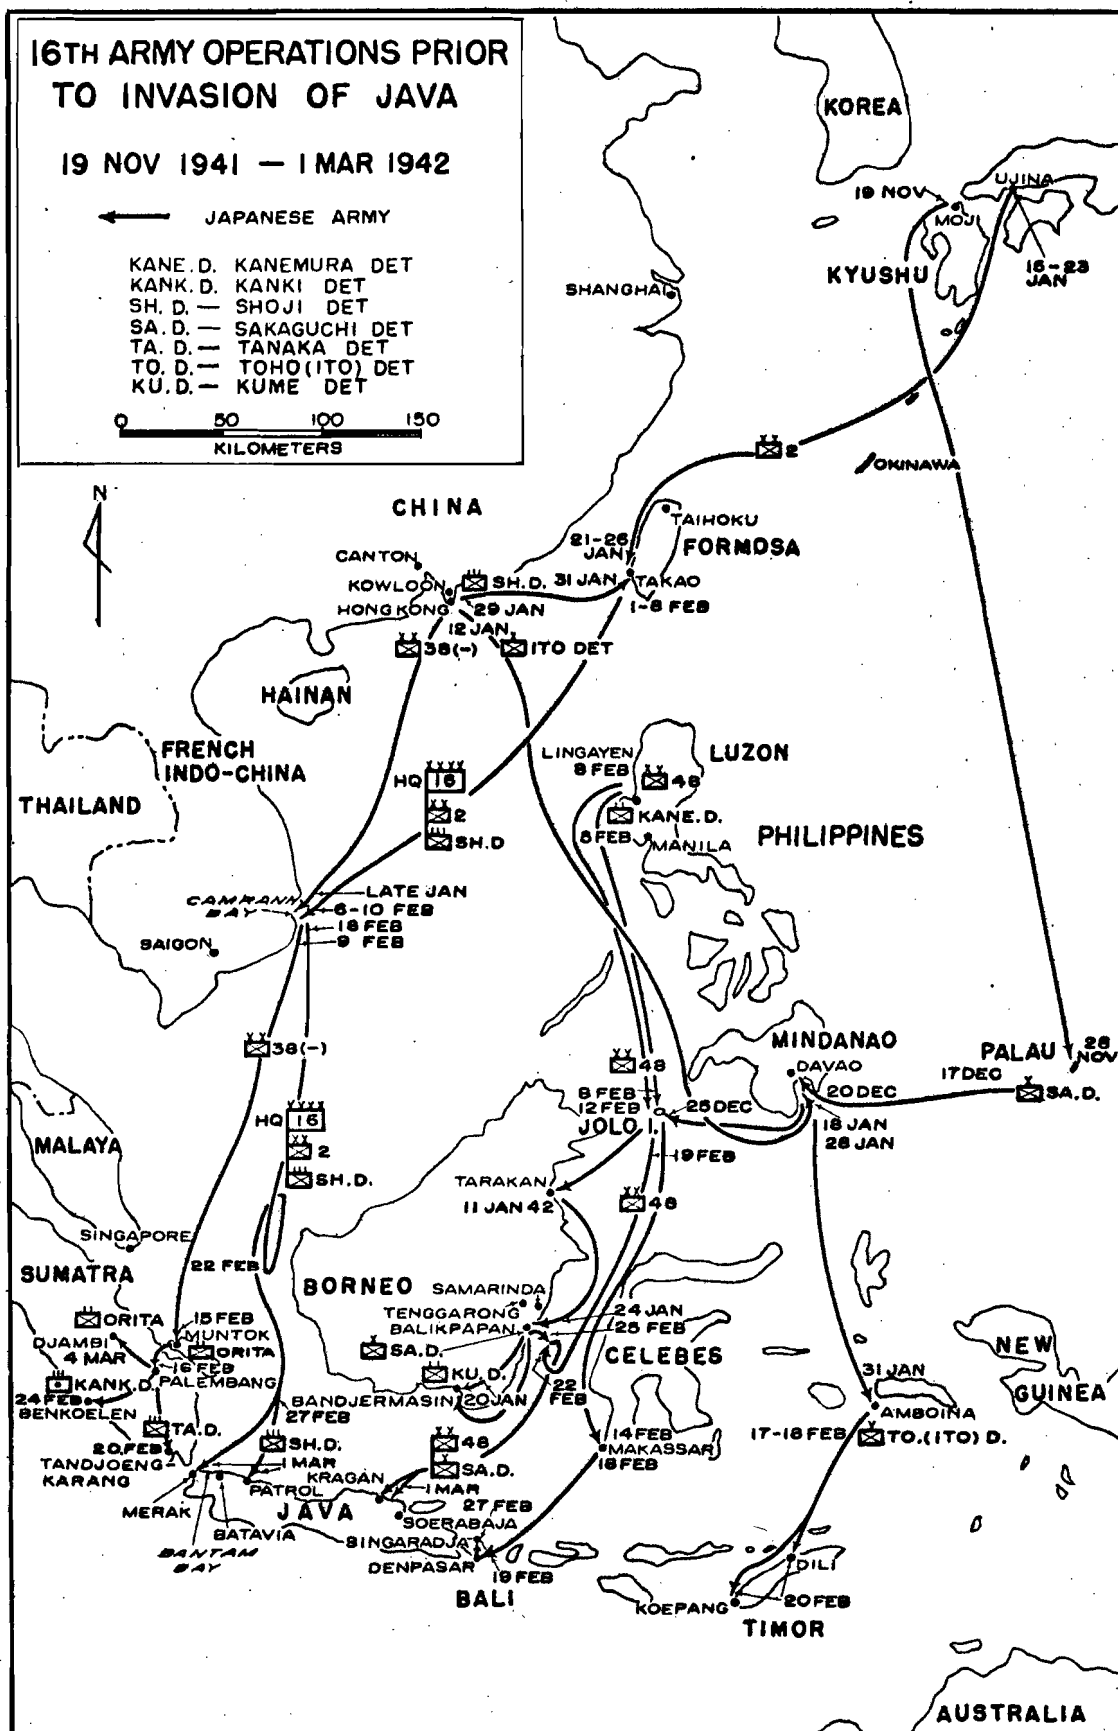 16TH ARMY OPERATIONS PRIOR
TO INVASION OF JAVA
19 NOV 1941 — 1 MAR 1942
JAPANESE ARMY
KANE.D. KANEMURA DET
KANK.D. KANKI DET
SH. D.— SHOJI DET
SA. D.— SAKAGUCHI DET
TA. D.— TANAKA DET
TO. D.— TOHO(ITO) DET
KU. D.— KUME DET
0 50 100 150
KILOMETERS
N
KOREA
UJINA
19 NOV
MOJI
KYUSHU
15-23
JAN
SHANGHAI
2
OKINAWA
CHINA
TAIHOKU
21-26
JAN
FORMOSA
CANTON
KOWLOON
SH.D.
31 JAN
TAKAO
HONGKONG
29 JAN
1-8 FEB
12 JAN
38(-)
ITO DET
HAINAN
FRENCH
INDO-CHINA
LINGAYEN
8 FEB
LUZON
48
HQ 16
2
SH.D
THAILAND
KANE.D.
8 FEB
MANILA
PHILIPPINES
CAMRANH
BAY
LATE JAN
6-10 FEB
18 FEB
9 FEB
SAIGON
38(-)
48
MINDANAO
DAVAO
PALAU
28
NOV
17DEC
20 DEC
SA.D.
8 FEB
12 FEB
JOLO I.
25 DEC
18 JAN
28 JAN
HQ 16
2
SH.D.
MALAYA
19 FEB
TARAKAN
11 JAN 42
48
SINGAPORE
22 FEB
SUMATRA
BORNEO
SAMARINDA
TENGGARONG
BALIKPAPAN
24 JAN
25 FEB
ORITA
15 FEB
MUNTOK
DJAMBI
4 MAR
ORITA
SA.D.
CELEBES
NEW
GUINEA
16 FEB
PALEMBANG
KANK.D.
24 FEB
BENKOELEN
KU.D.
BANDJERMASIN
20JAN
22
FEB
31 JAN
AMBOINA
27FEB
TA.D.
20 FEB
TANDJOENG
KARANG
SH.D.
1 MAR
48
SA.D.
14 FEB
MAKASSAR
18 FEB
17-18 FEB
TO.(ITO) D.
KRAGAN
1 MAR
MERAK
PATROL
JAVA
27 FEB
BATAVIA
SOERABAJA
BANTAM
BAY
SINGARADJA
DENPASAR
19 FEB
BALI
DILI
KOEPANG
20 FEB
TIMOR
AUSTRALIA